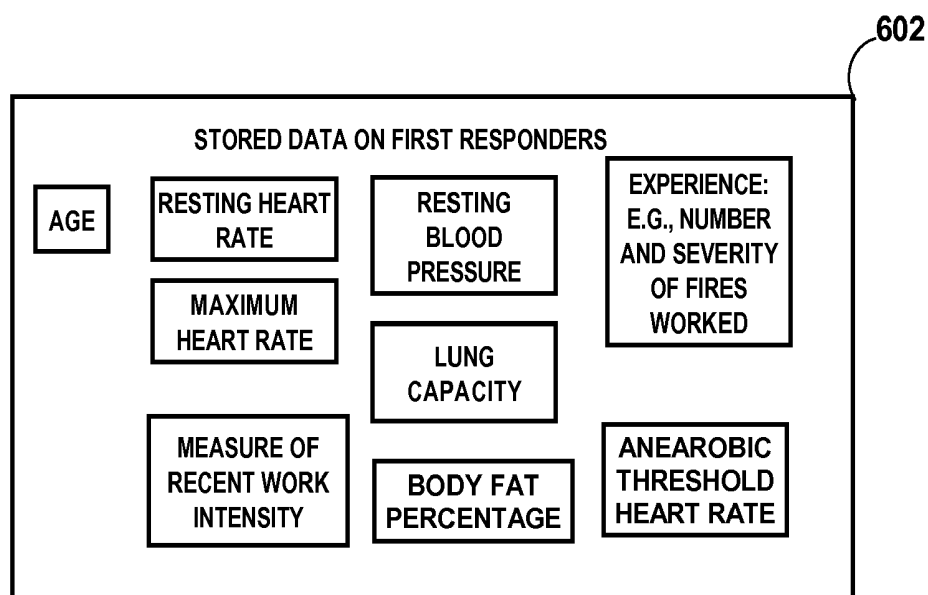 602
STORED DATA ON FIRST RESPONDERS
AGE
RESTING HEART
RATE
RESTING
BLOOD
PRESSURE
EXPERIENCE:
E.G., NUMBER
AND SEVERITY
OF FIRES
WORKED
MAXIMUM
HEART RATE
LUNG
CAPACITY
MEASURE OF
RECENT WORK
INTENSITY
BODY FAT
PERCENTAGE
ANEAROBIC
THRESHOLD
HEART RATE